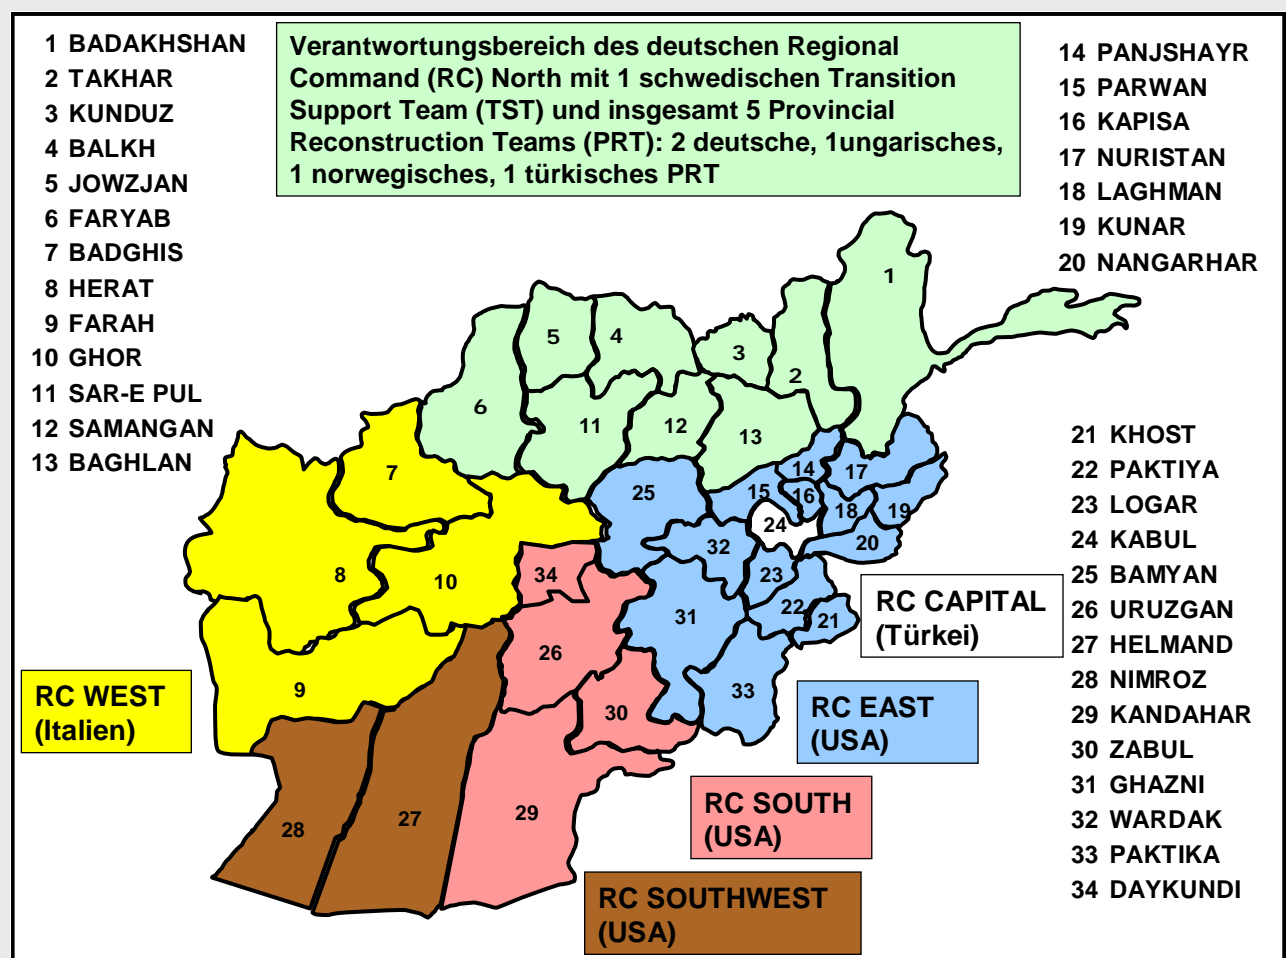 1 BADAKHSHAN
2 TAKHAR
3 KUNDUZ
4 BALKH
5 JOWZJAN
6 FARYAB
7 BADGHIS
8 HERAT
9 FARAH
10 GHOR
11 SAR-E PUL
12 SAMANGAN
13 BAGHLAN
Verantwortungsbereich des deutschen Regional
Command (RC) North mit 1 schwedischen Transition
Support Team (TST) und insgesamt 5 Provincial
Reconstruction Teams (PRT): 2 deutsche, 1ungarisches,
1 norwegisches, 1 türkisches PRT
14 PANJSHAYR
15 PARWAN
16 KAPISA
17 NURISTAN
18 LAGHMAN
19 KUNAR
20 NANGARHAR
21 KHOST
22 PAKTIYA
23 LOGAR
24 KABUL
25 BAMYAN
26 URUZGAN
27 HELMAND
28 NIMROZ
29 KANDAHAR
30 ZABUL
31 GHAZNI
32 WARDAK
33 PAKTIKA
34 DAYKUNDI
1
5
4
3
2
6
11
12
13
7
14
17
25
15
16
18
19
24
20
32
8
10
34
23
22
21
31
26
9
33
30
29
27
28
RC CAPITAL
(Türkei)
RC WEST
(Italien)
RC EAST
(USA)
RC SOUTH
(USA)
RC SOUTHWEST
(USA)